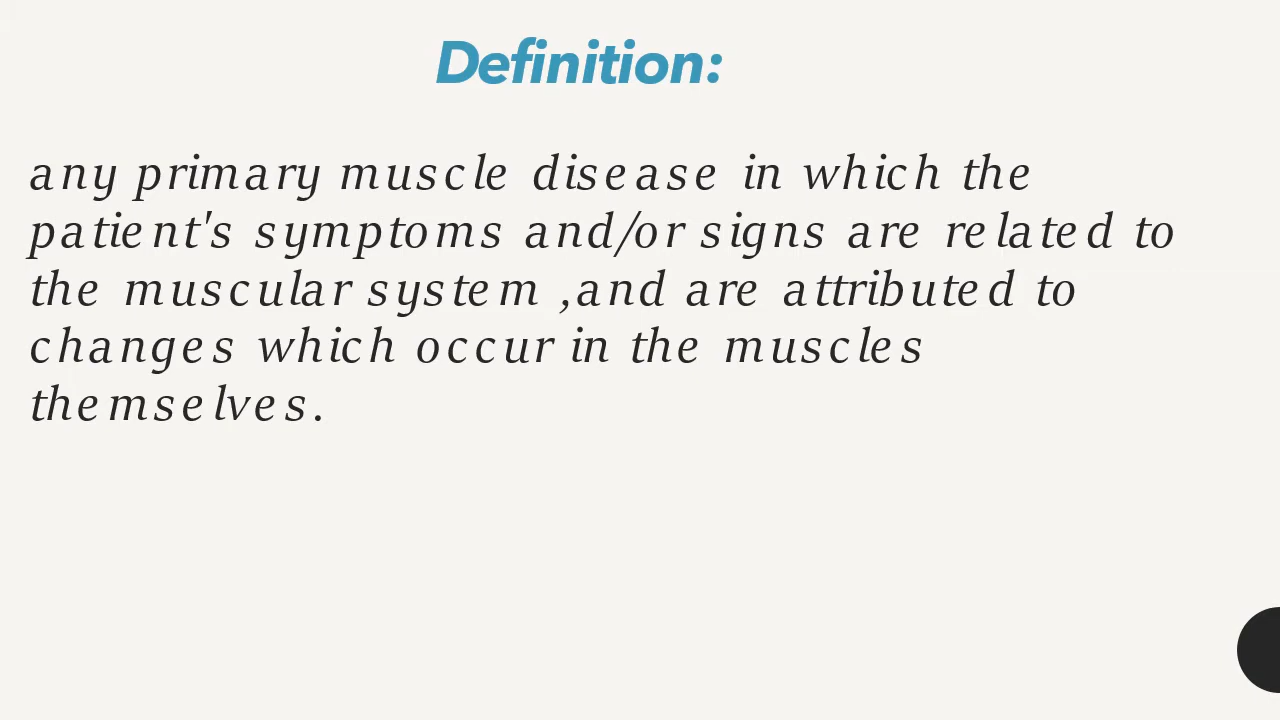 Definition:
any primary muscle disease in which the
patient's symptoms and/or signs are related to
the muscular system ,and are attributed to
changes which occur in the muscles
themselves.